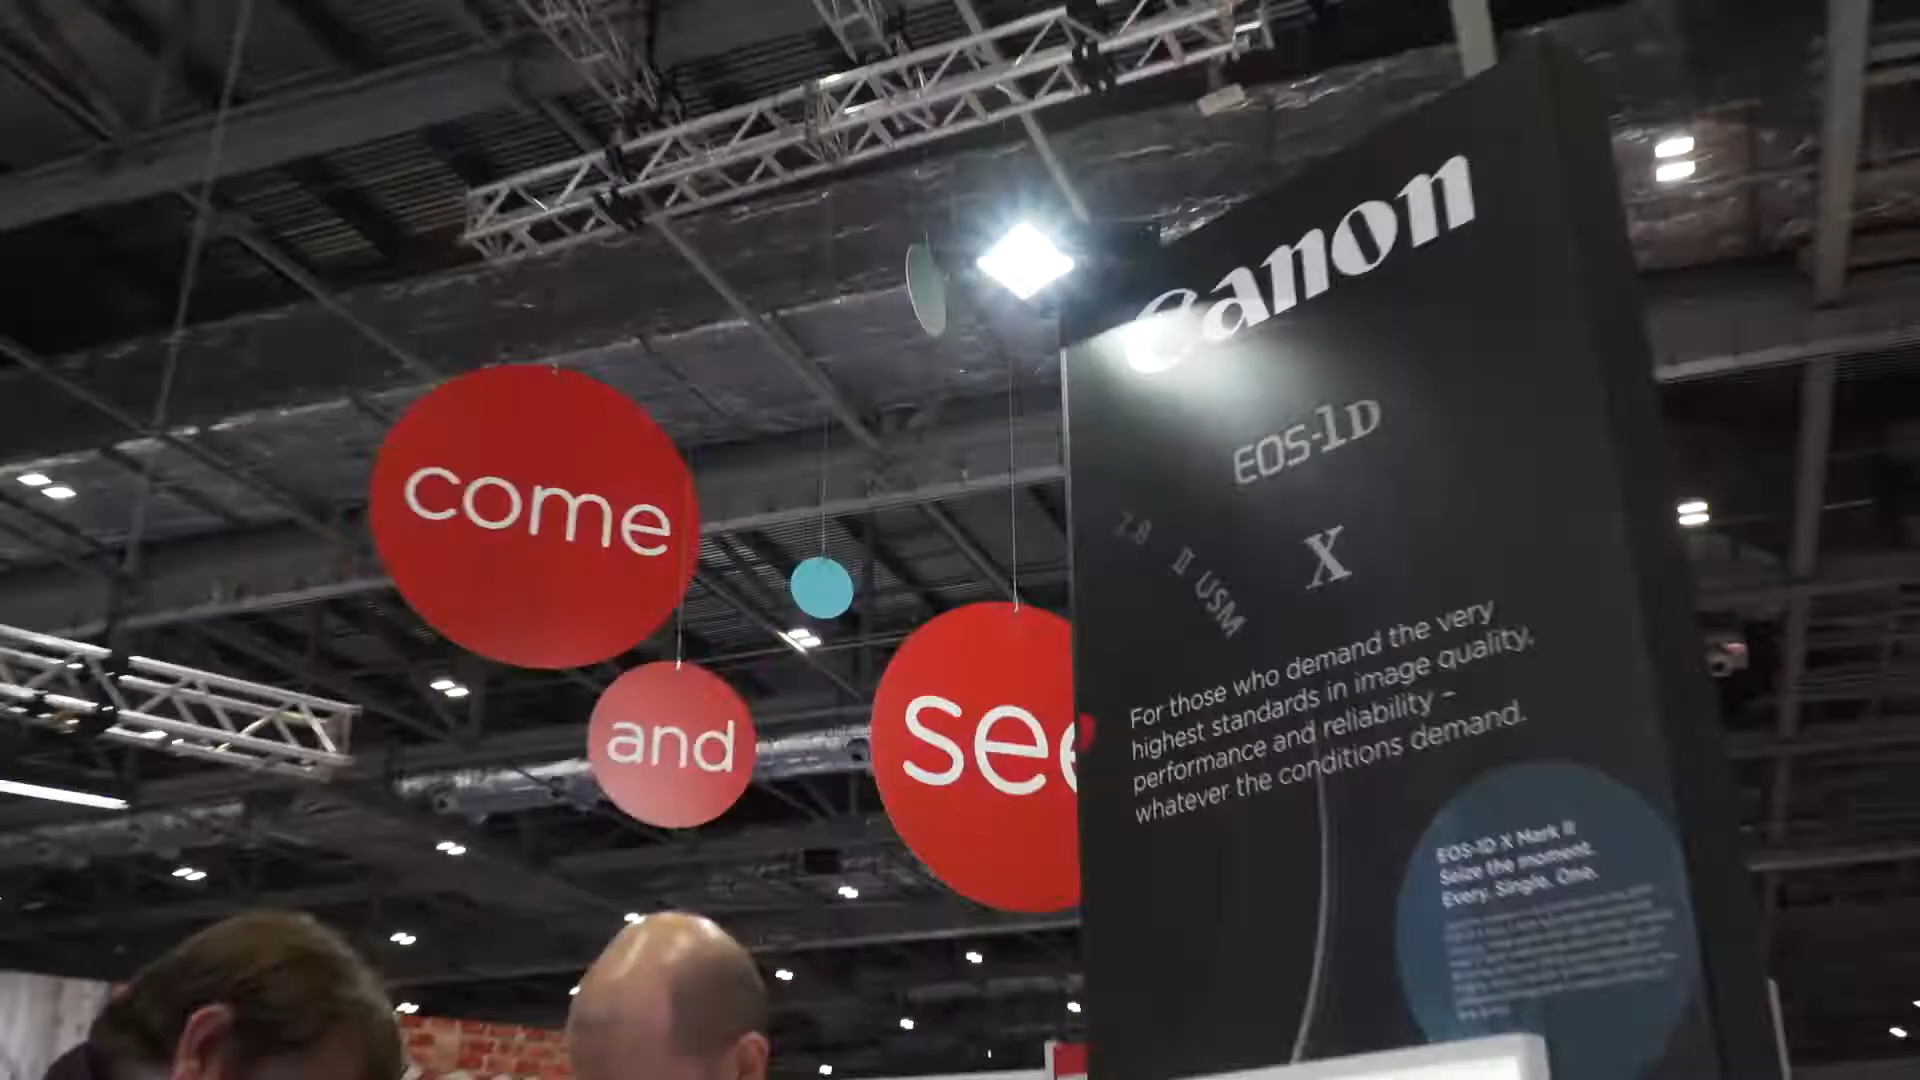 come
and
see
Canon
EOS-1D
X
2.8 II USM
For those who demand the very
highest standards in image quality,
performance and reliability –
whatever the conditions demand.
EOS-1D X Mark II
Seize the moment.
Every. Single. One.